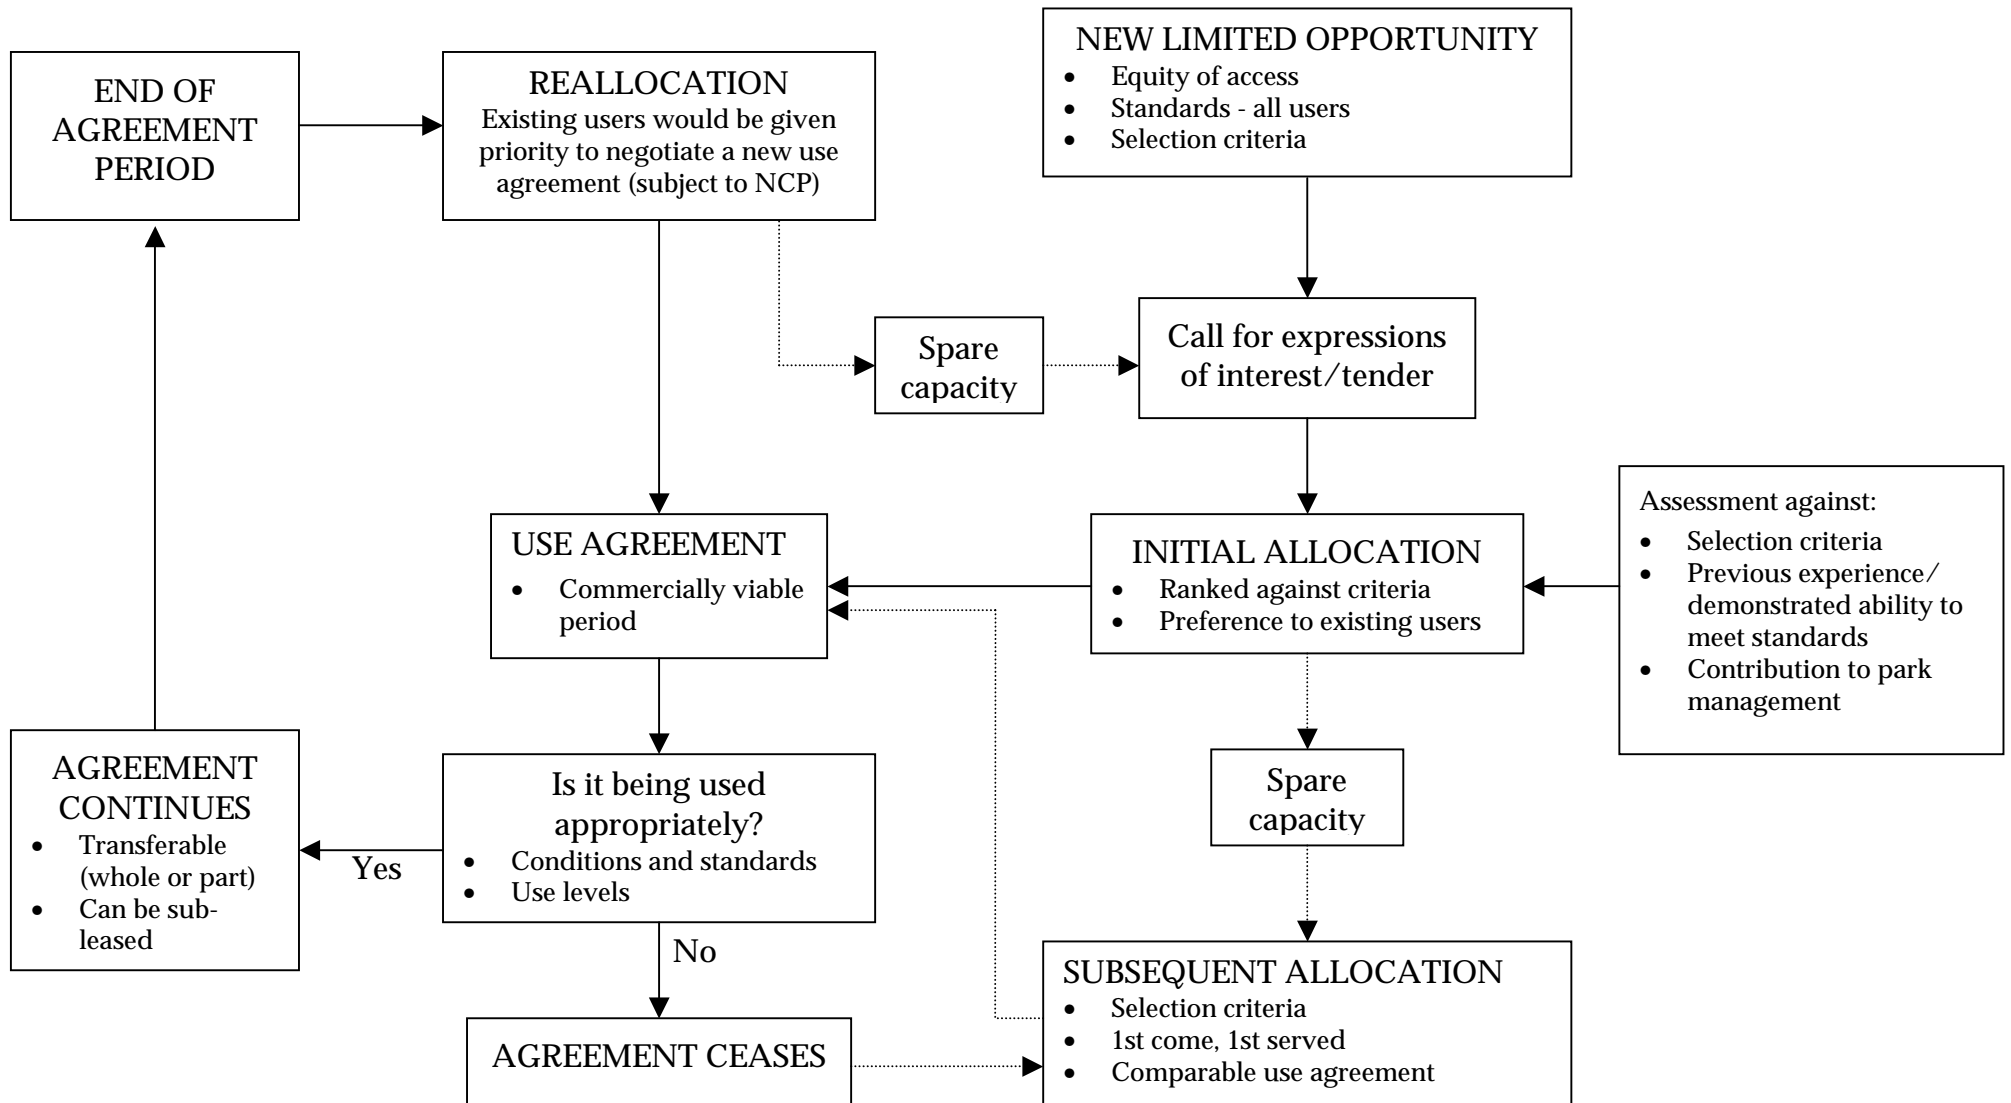 END OF
AGREEMENT
PERIOD
REALLOCATION
Existing users would be given
priority to negotiate a new use
agreement (subject to NCP)
NEW LIMITED OPPORTUNITY
• Equity of access
• Standards - all users
• Selection criteria
Spare
capacity
Call for expressions
of interest/tender
USE AGREEMENT
• Commercially viable
period
INITIAL ALLOCATION
• Ranked against criteria
• Preference to existing users
Assessment against:
• Selection criteria
• Previous experience/
demonstrated ability to
meet standards
• Contribution to park
management
AGREEMENT
CONTINUES
• Transferable
(whole or part)
• Can be sub-
leased
Yes
Is it being used
appropriately?
• Conditions and standards
• Use levels
Spare
capacity
No
AGREEMENT CEASES
SUBSEQUENT ALLOCATION
• Selection criteria
• 1st come, 1st served
• Comparable use agreement